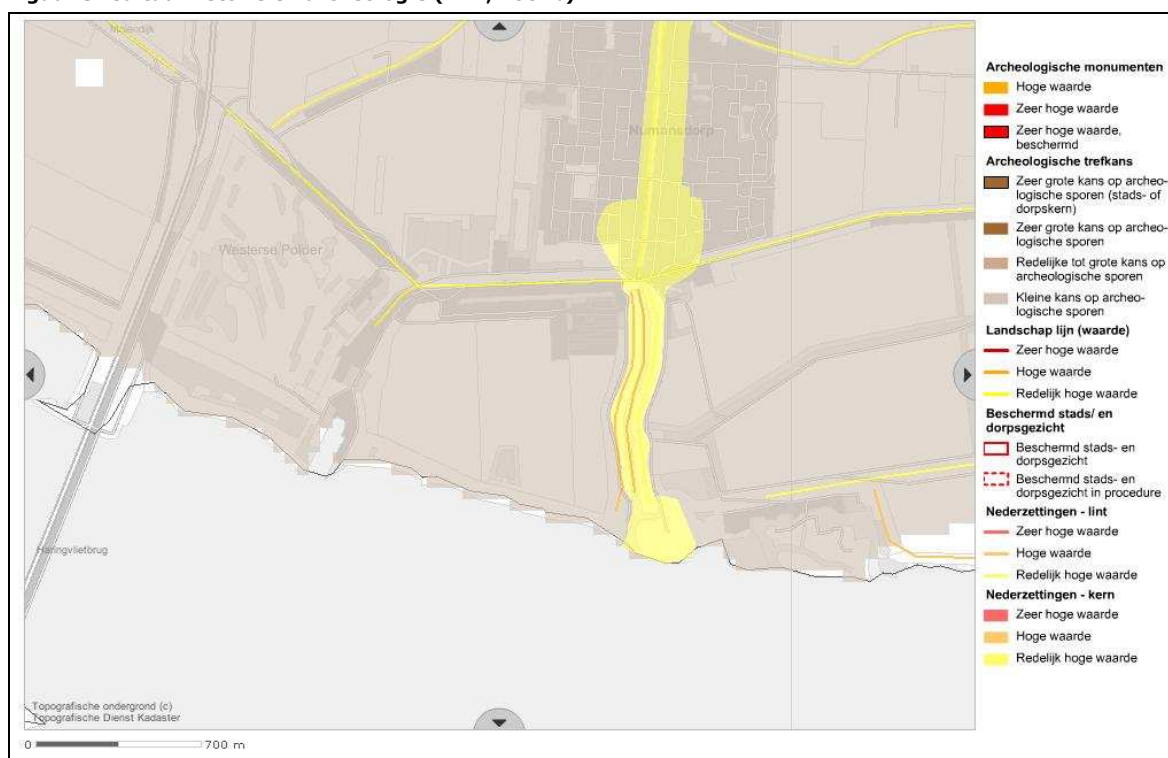 Molendijk
Numansdorp
Westerse Polder
Haringvlietbrug
Topografische ondergrond (c)
Topografische Dienst Kadaster
0 700 m
Archeologische monumenten
Hoge waarde
Zeer hoge waarde
Zeer hoge waarde,
beschermd
Archeologische trefkans
Zeer grote kans op archeo-
logische sporen (stads- of
dorpskern)
Zeer grote kans op archeo-
logische sporen
Redelijke tot grote kans op
archeologische sporen
Kleine kans op archeo-
logische sporen
Landschap lijn (waarde)
Zeer hoge waarde
Hoge waarde
Redelijk hoge waarde
Beschermd stads/ en
dorpsgezicht
Beschermd stads- en
dorpsgezicht
Beschermd stads- en
dorpsgezicht in procedure
Nederzettingen - lint
Zeer hoge waarde
Hoge waarde
Redelijk hoge waarde
Nederzettingen - kern
Zeer hoge waarde
Hoge waarde
Redelijk hoge waarde